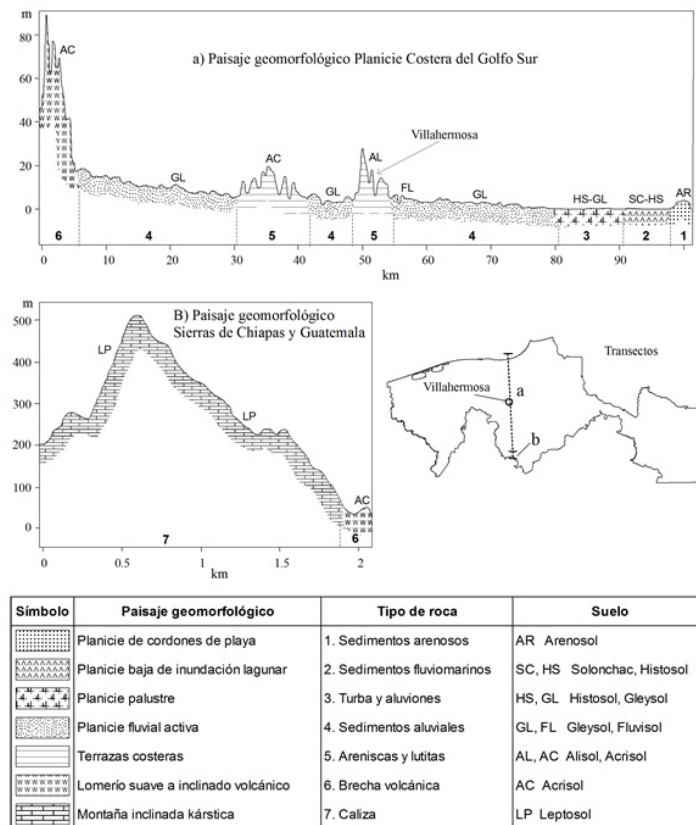 m
80
60
40
20
0
a) Paisaje geomorfológico Planicie Costera del Golfo Sur
AC
GL
AC
GL
AL
Villahermosa
FL
GL
HS-GL
SC-HS
AR
6
4
5
4
5
4
3
2
1
0 10 20 30 40 50 60 70 80 90 100
km
m
500
400
300
200
100
0
B) Paisaje geomorfológico
Sierras de Chiapas y Guatemala
LP
LP
AC
7
6
0 0.5 1 1.5 2
km
Transectos
Villahermosa
a
b
Símbolo Paisaje geomorfológico Tipo de roca Suelo
Planicie de cordones de playa 1. Sedimentos arenosos AR Arenosol
Planicie baja de inundación lagunar 2. Sedimentos fluviomarinos SC, HS Solonchac, Histosol
Planicie palustre 3. Turba y aluviones HS, GL Histosol, Gleysol
Planicie fluvial activa 4. Sedimentos aluviales GL, FL Gleysol, Fluvisol
Terrazas costeras 5. Areniscas y lutitas AL, AC Alisol, Acrisol
Lomerío suave a inclinado volcánico 6. Brecha volcánica AC Acrisol
Montaña inclinada kárstica 7. Caliza LP Leptosol